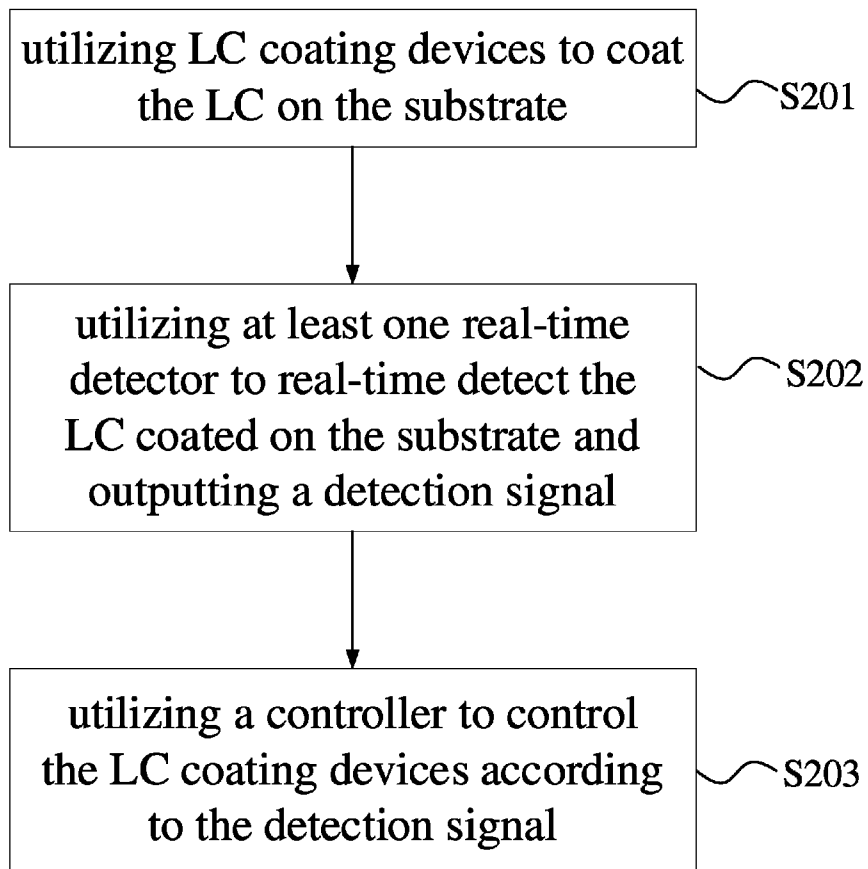 utilizing LC coating devices to coat
the LC on the substrate
S201
utilizing at least one real-time
detector to real-time detect the
LC coated on the substrate and
outputting a detection signal
S202
utilizing a controller to control
the LC coating devices according
to the detection signal
S203